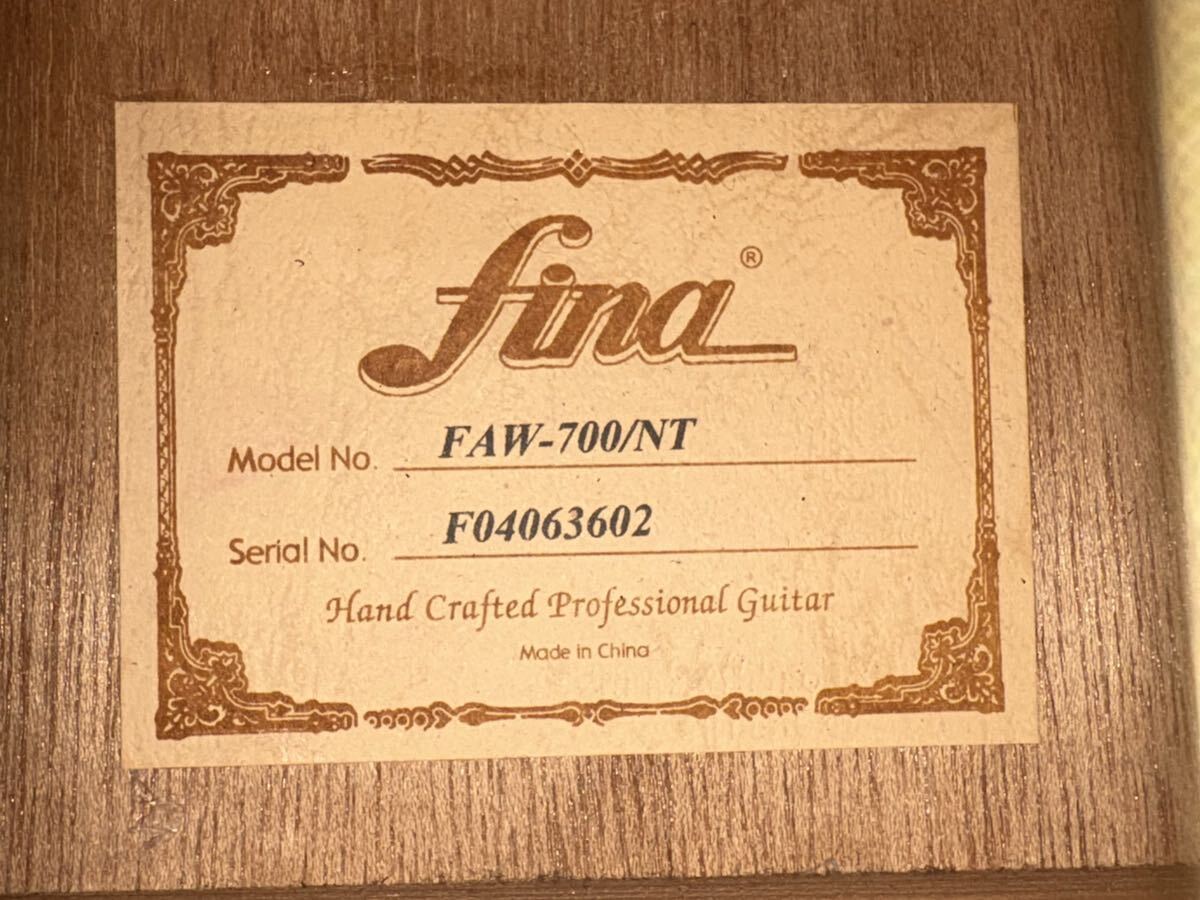 fina®
Model No. FAW-700/NT
Serial No. F04063602
Hand Crafted Professional Guitar
Made in China